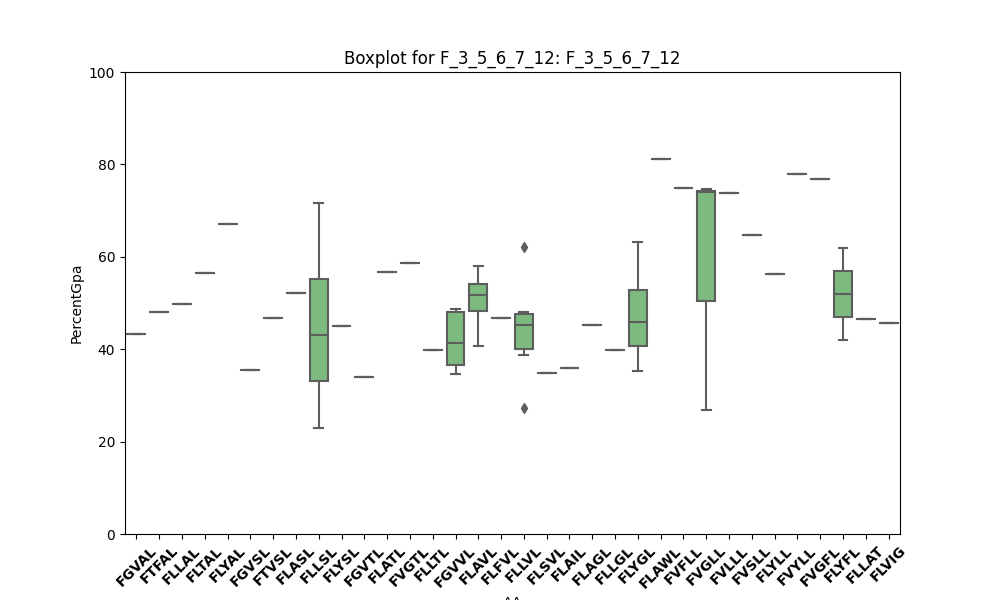 Boxplot for F_3_5_6_7_12: F_3_5_6_7_12
100
80
60
40
20
0
PercentGpa
FGVAL
FTFAL
FLLAL
FLTAL
FLYAL
FGVSL
FTVSL
FLASL
FLLSL
FLYSL
FGVTL
FLATL
FVGTL
FLLTL
FGVVL
FLAVL
FLFVL
FLLVL
FLSVL
FLAIL
FLAGL
FLLGL
FLYGL
FLAWL
FVFLL
FVGLL
FVLLL
FVSLL
FLYLL
FVYLL
FVGFL
FLYFL
FLLAT
FLVIG